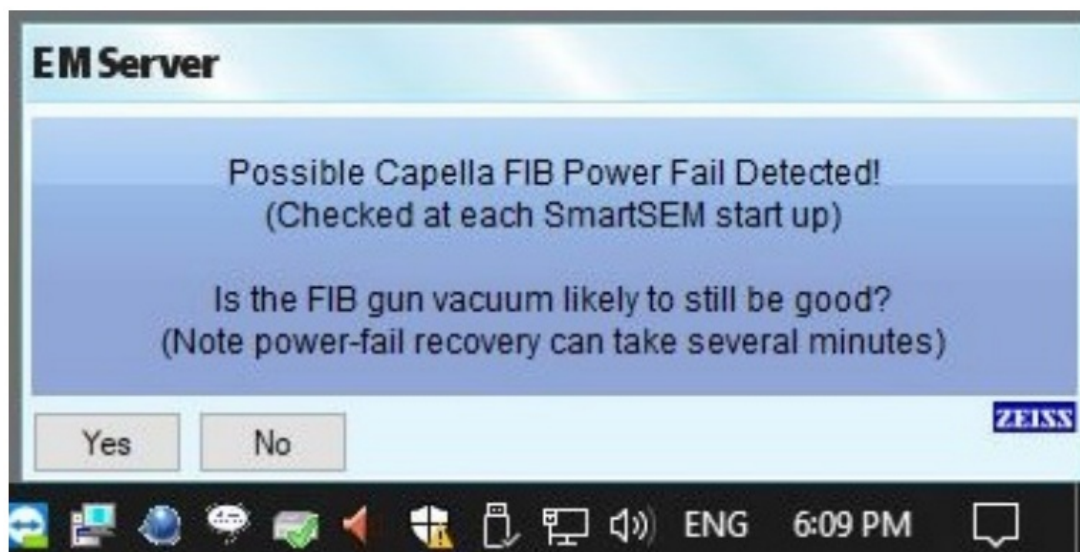 EM Server
Possible Capella FIB Power Fail Detected!
(Checked at each SmartSEM start up)
Is the FIB gun vacuum likely to still be good?
(Note power-fail recovery can take several minutes)
ZEISS
Yes
No
ENG
6:09 PM